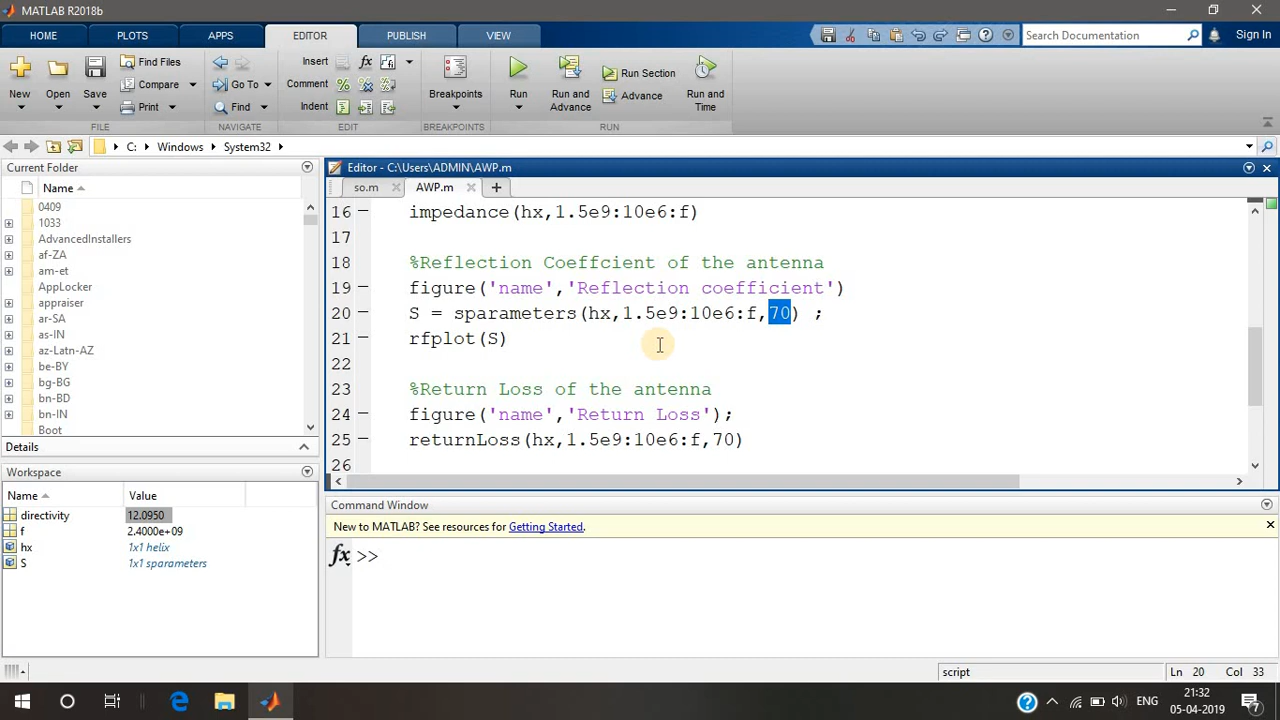 MATLAB R2018b
HOME PLOTS APPS EDITOR PUBLISH VIEW
Search Documentation
Sign In
New
Open
Save
Find Files
Compare
Print
Go To
Find
Insert
Comment
Indent
Breakpoints
Run
Run and Advance
Run Section
Advance
Run and Time
FILE NAVIGATE EDIT BREAKPOINTS RUN
C: Windows System32
Current Folder
Name
0409
1033
AdvancedInstallers
af-ZA
am-et
AppLocker
appraiser
ar-SA
as-IN
az-Latn-AZ
be-BY
bg-BG
bn-BD
bn-IN
Boot
Details
Workspace
Name Value
directivity 12.0950
f 2.4000e+09
hx 1x1 helix
S 1x1 sparameters
Editor - C:\Users\ADMIN\AWP.m
so.m AWP.m
16 impedance(hx,1.5e9:10e6:f)
17
18 %Reflection Coeffcient of the antenna
19 figure('name','Reflection coefficient')
20 S = sparameters(hx,1.5e9:10e6:f,70) ;
21 rfplot(S)
22
23 %Return Loss of the antenna
24 figure('name','Return Loss');
25 returnLoss(hx,1.5e9:10e6:f,70)
26
Command Window
New to MATLAB? See resources for Getting Started.
fx >>
script Ln 20 Col 33
ENG
21:32
05-04-2019
7